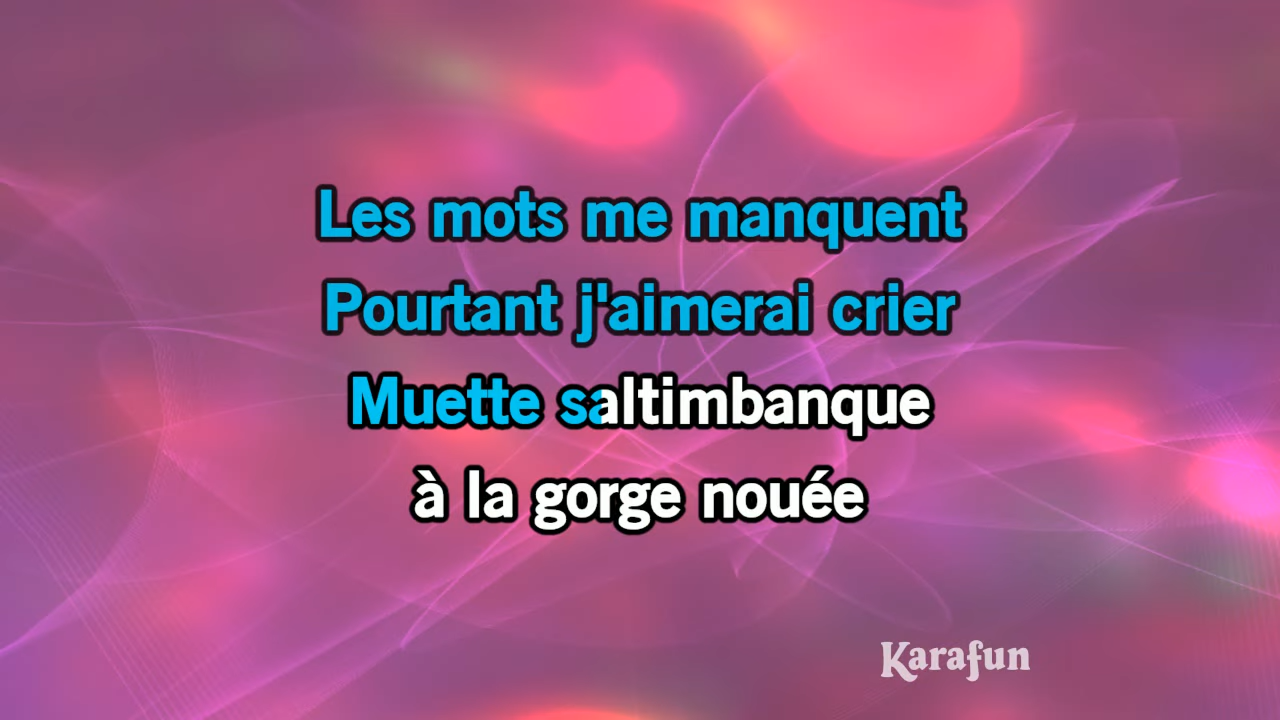 Les mots me manquent
Pourtant j'aimerai crier
Muette saltimbanque
à la gorge nouée
Karafun